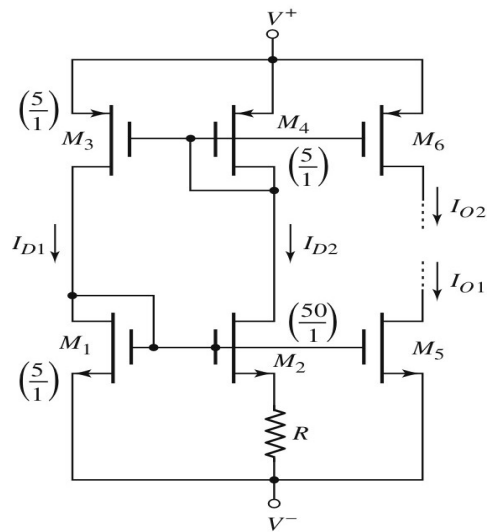 V+
(5/1)
M3
M4
(5/1)
M6
ID1
ID2
IO2
IO1
(50/1)
M1
M2
M5
(5/1)
R
V−